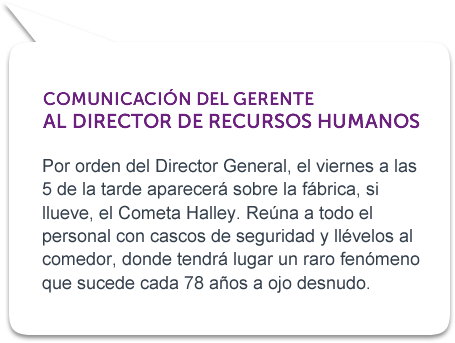 COMUNICACIÓN DEL GERENTE
AL DIRECTOR DE RECURSOS HUMANOS
Por orden del Director General, el viernes a las
5 de la tarde aparecerá sobre la fábrica, si
llueve, el Cometa Halley. Reúna a todo el
personal con cascos de seguridad y llévelos al
comedor, donde tendrá lugar un raro fenómeno
que sucede cada 78 años a ojo desnudo.